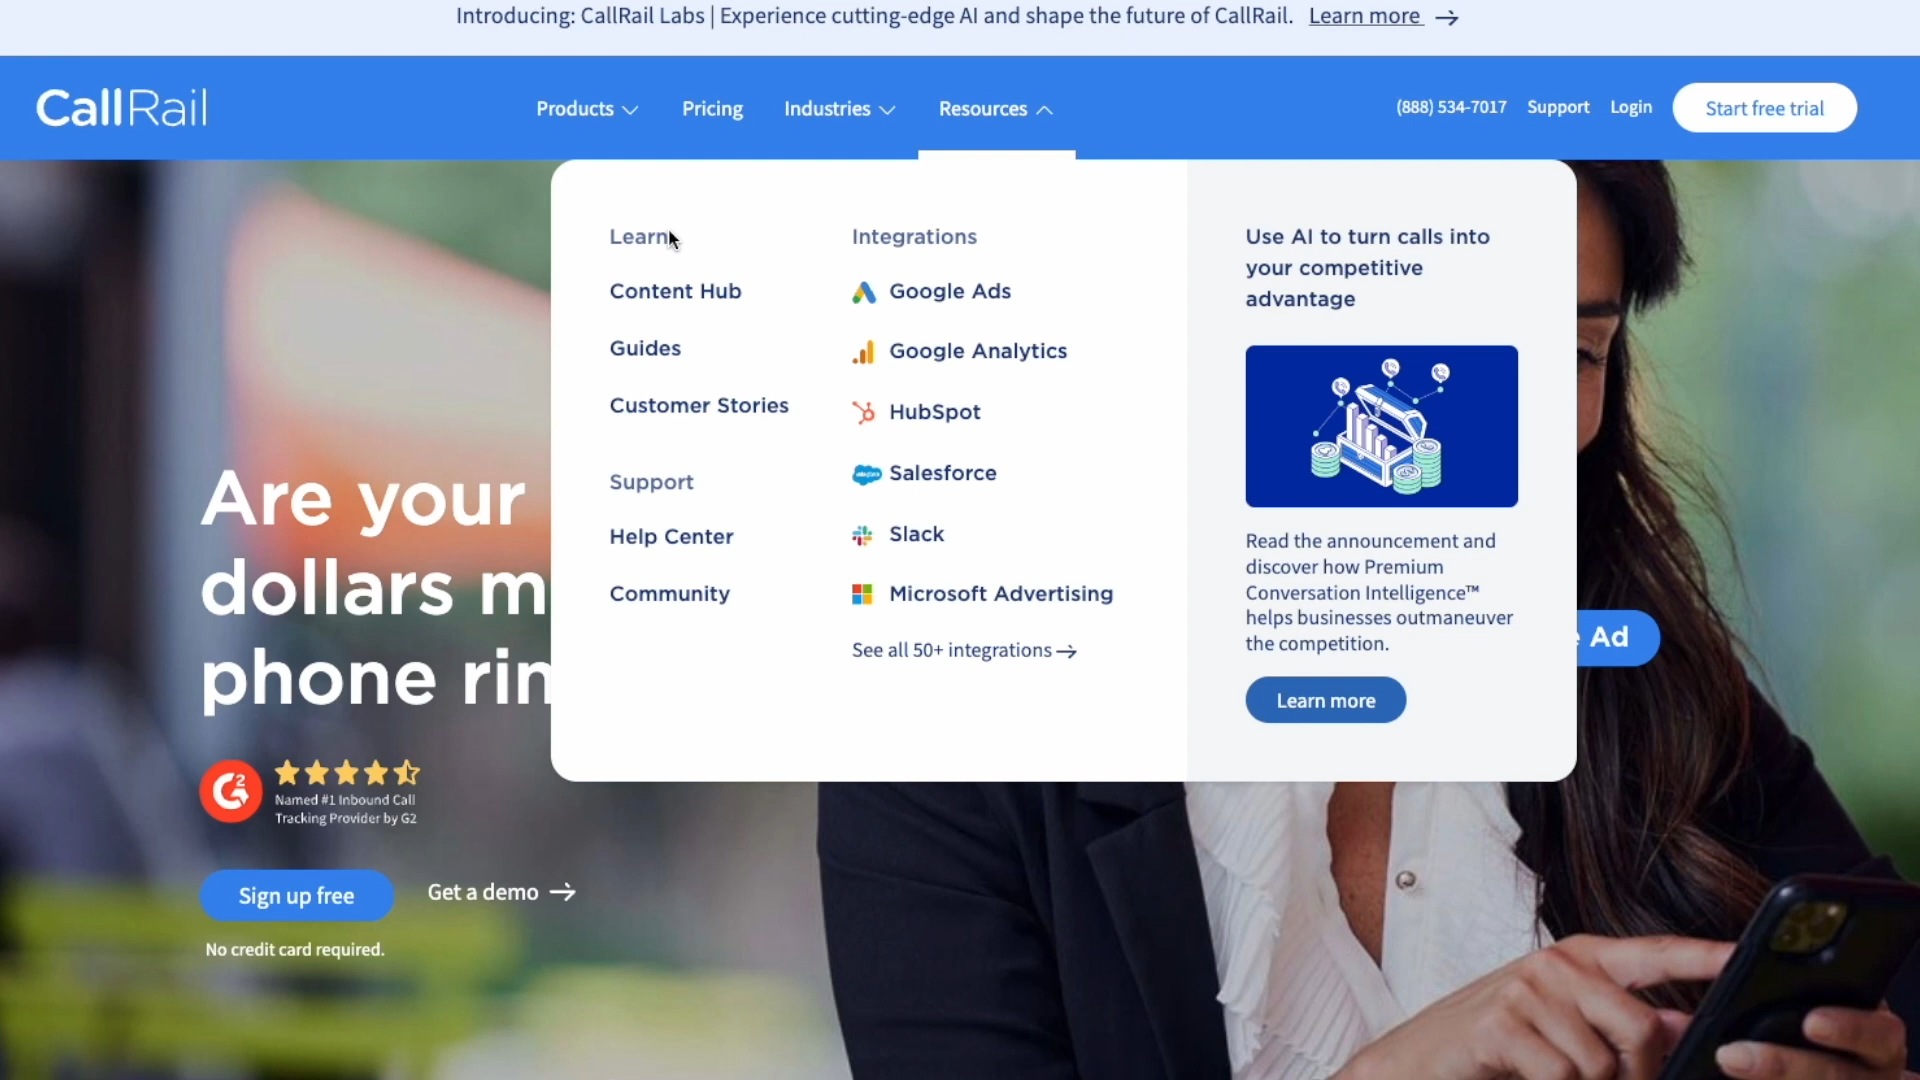 Introducing: CallRail Labs | Experience cutting-edge AI and shape the future of CallRail. Learn more →
CallRail
Products
Pricing
Industries
Resources
(888) 534-7017
Support
Login
Start free trial
Learn
Content Hub
Guides
Customer Stories
Support
Help Center
Community
Integrations
Google Ads
Google Analytics
HubSpot
Salesforce
Slack
Microsoft Advertising
See all 50+ integrations →
Use AI to turn calls into
your competitive
advantage
Read the announcement and
discover how Premium
Conversation Intelligence™
helps businesses outmaneuver
the competition.
Learn more
Ad
Are your
dollars m
phone rin
G2
Named #1 Inbound Call
Tracking Provider by G2
Sign up free
Get a demo →
No credit card required.